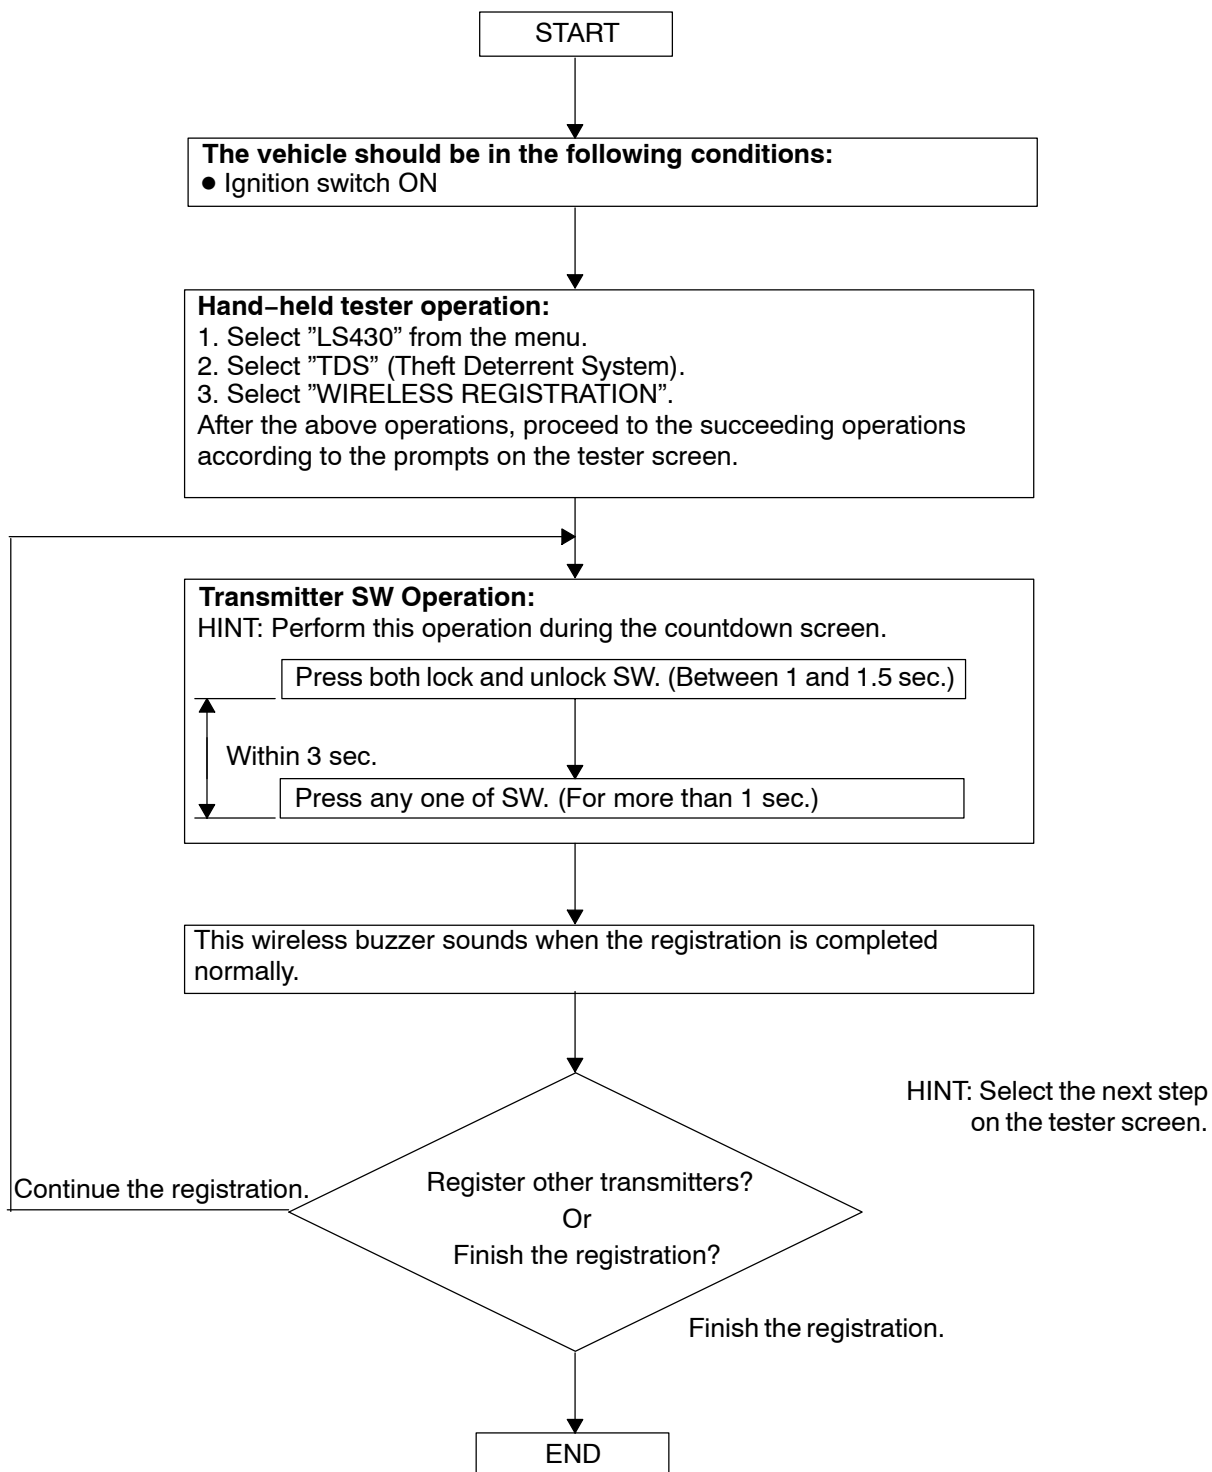 START
The vehicle should be in the following conditions:
● Ignition switch ON
Hand−held tester operation:
1. Select ”LS430” from the menu.
2. Select ”TDS” (Theft Deterrent System).
3. Select ”WIRELESS REGISTRATION”.
After the above operations, proceed to the succeeding operations
according to the prompts on the tester screen.
Transmitter SW Operation:
HINT: Perform this operation during the countdown screen.
Press both lock and unlock SW. (Between 1 and 1.5 sec.)
Within 3 sec.
Press any one of SW. (For more than 1 sec.)
This wireless buzzer sounds when the registration is completed
normally.
HINT: Select the next step
on the tester screen.
Continue the registration.
Register other transmitters?
Or
Finish the registration?
Finish the registration.
END